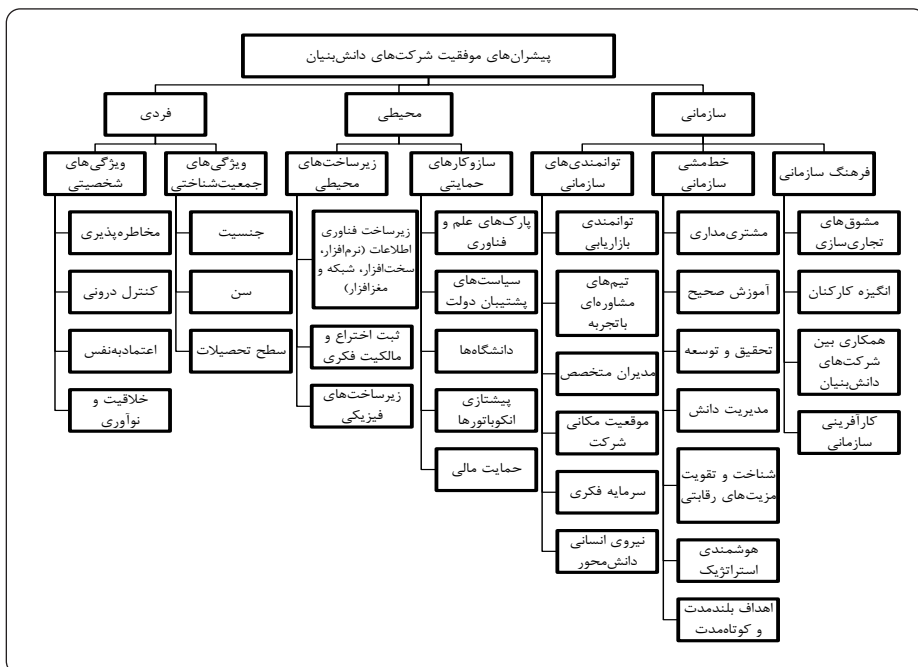 پیشران‌های موفقیت شرکت‌های دانش‌بنیان
سازمانی
محیطی
فردی
فرهنگ سازمانی
خط‌مشی
سازمانی
توانمندی‌های
سازمانی
سازوکارهای
حمایتی
زیرساخت‌های
محیطی
ویژگی‌های
جمعیت‌شناختی
ویژگی‌های
شخصیتی
مشوق‌های
تجاری‌سازی
انگیزه کارکنان
همکاری بین
شرکت‌های
دانش‌بنیان
کارآفرینی
سازمانی
مشتری‌مداری
آموزش صحیح
تحقیق و توسعه
مدیریت دانش
شناخت و تقویت
مزیت‌های رقابتی
هوشمندی
استراتژیک
اهداف بلندمدت
و کوتاه‌مدت
توانمندی
بازاریابی
تیم‌های
مشاوره‌ای
باتجربه
مدیران متخصص
موقعیت مکانی
شرکت
سرمایه فکری
نیروی انسانی
دانش‌محور
پارک‌های علم و
فناوری
سیاست‌های
پشتیبان دولت
دانشگاه‌ها
پیشتازی
انکوباتورها
حمایت مالی
زیرساخت فناوری
اطلاعات (نرم‌افزار،
سخت‌افزار، شبکه و
مغزافزار)
ثبت اختراع و
مالکیت فکری
زیرساخت‌های
فیزیکی
جنسیت
سن
سطح تحصیلات
مخاطره‌پذیری
کنترل درونی
اعتمادبه‌نفس
خلاقیت و
نوآوری